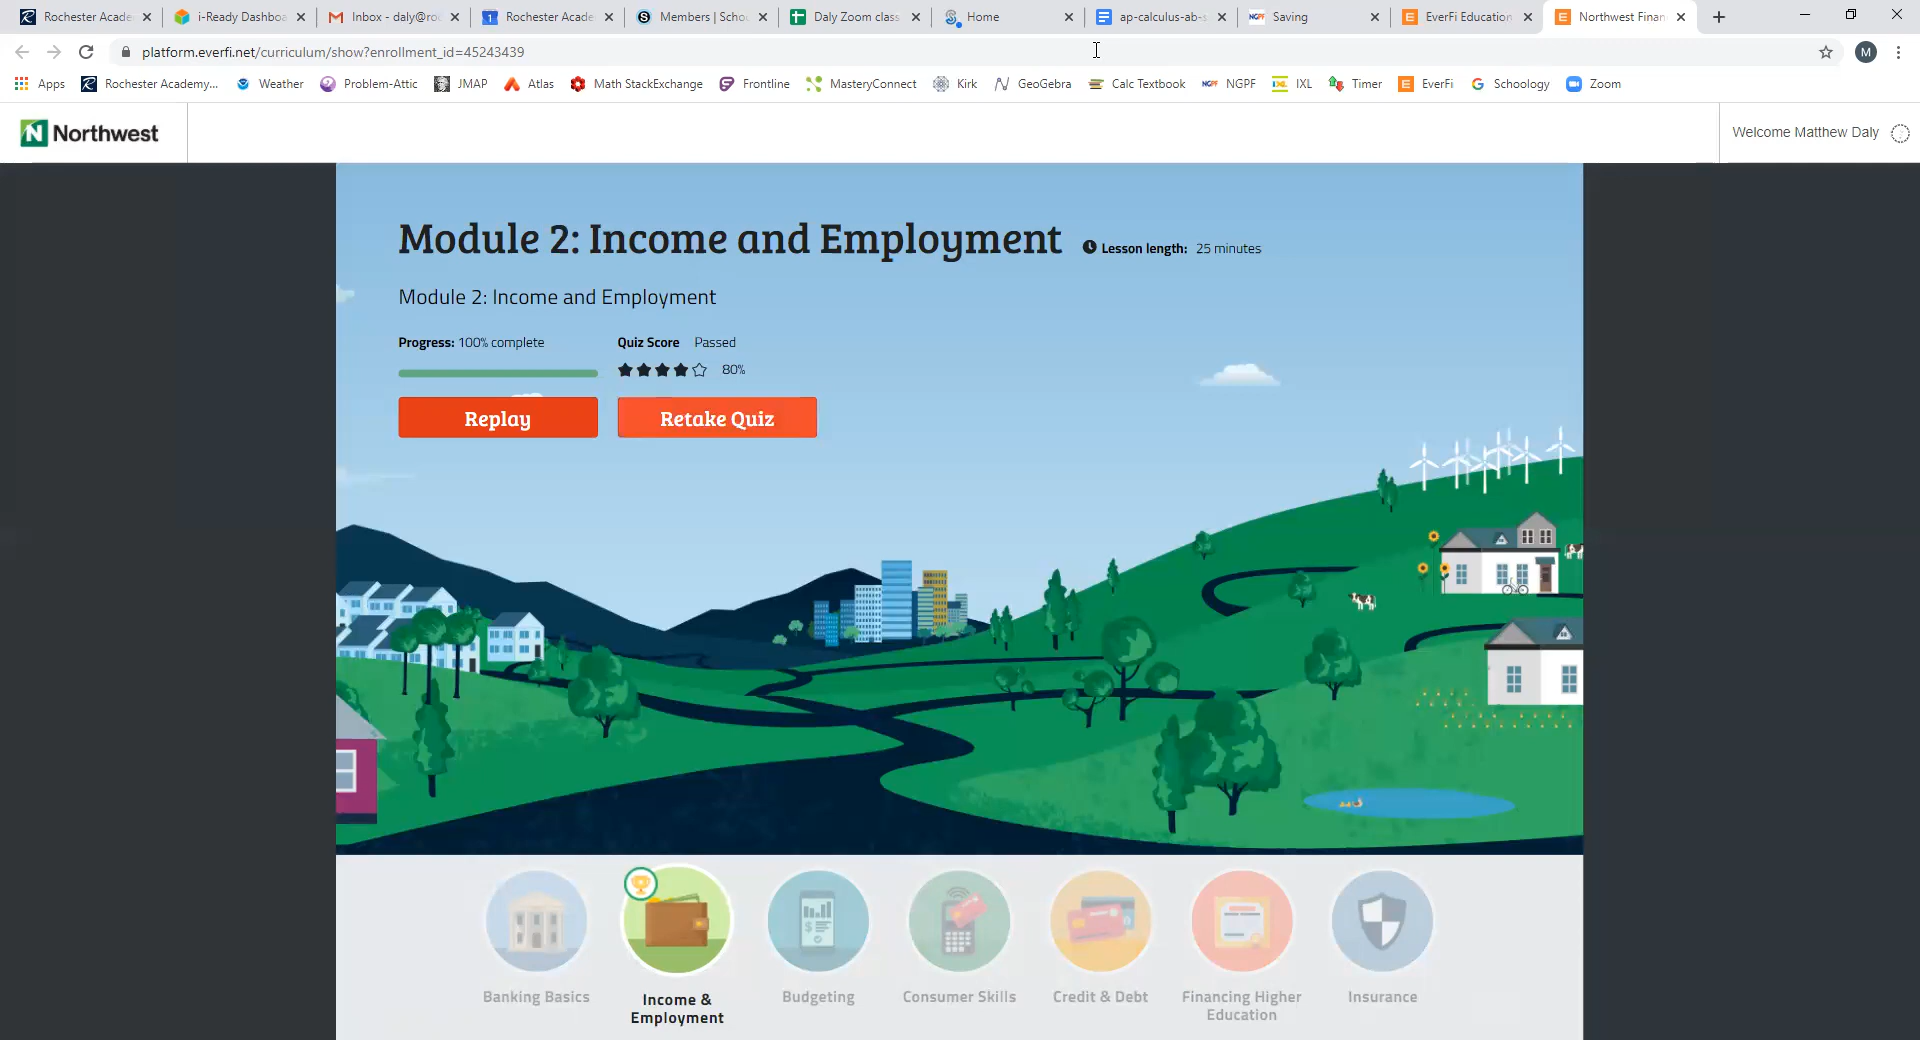 Rochester Acade
i-Ready Dashboa
Inbox - daly@roc
Rochester Acade
Members | Schoo
Daly Zoom class
Home
ap-calculus-ab-s
Saving
EverFi Education
Northwest Finan
platform.everfi.net/curriculum/show?enrollment_id=45243439
M
Apps
Rochester Academy...
Weather
Problem-Attic
JMAP
Atlas
Math StackExchange
Frontline
MasteryConnect
Kirk
GeoGebra
Calc Textbook
NGPF
IXL
Timer
EverFi
Schoology
Zoom
Northwest
Welcome Matthew Daly
Module 2: Income and Employment
Lesson length: 25 minutes
Module 2: Income and Employment
Progress: 100% complete
Quiz Score Passed
80%
Replay
Retake Quiz
Banking Basics
Income &
Employment
Budgeting
Consumer Skills
Credit & Debt
Financing Higher
Education
Insurance